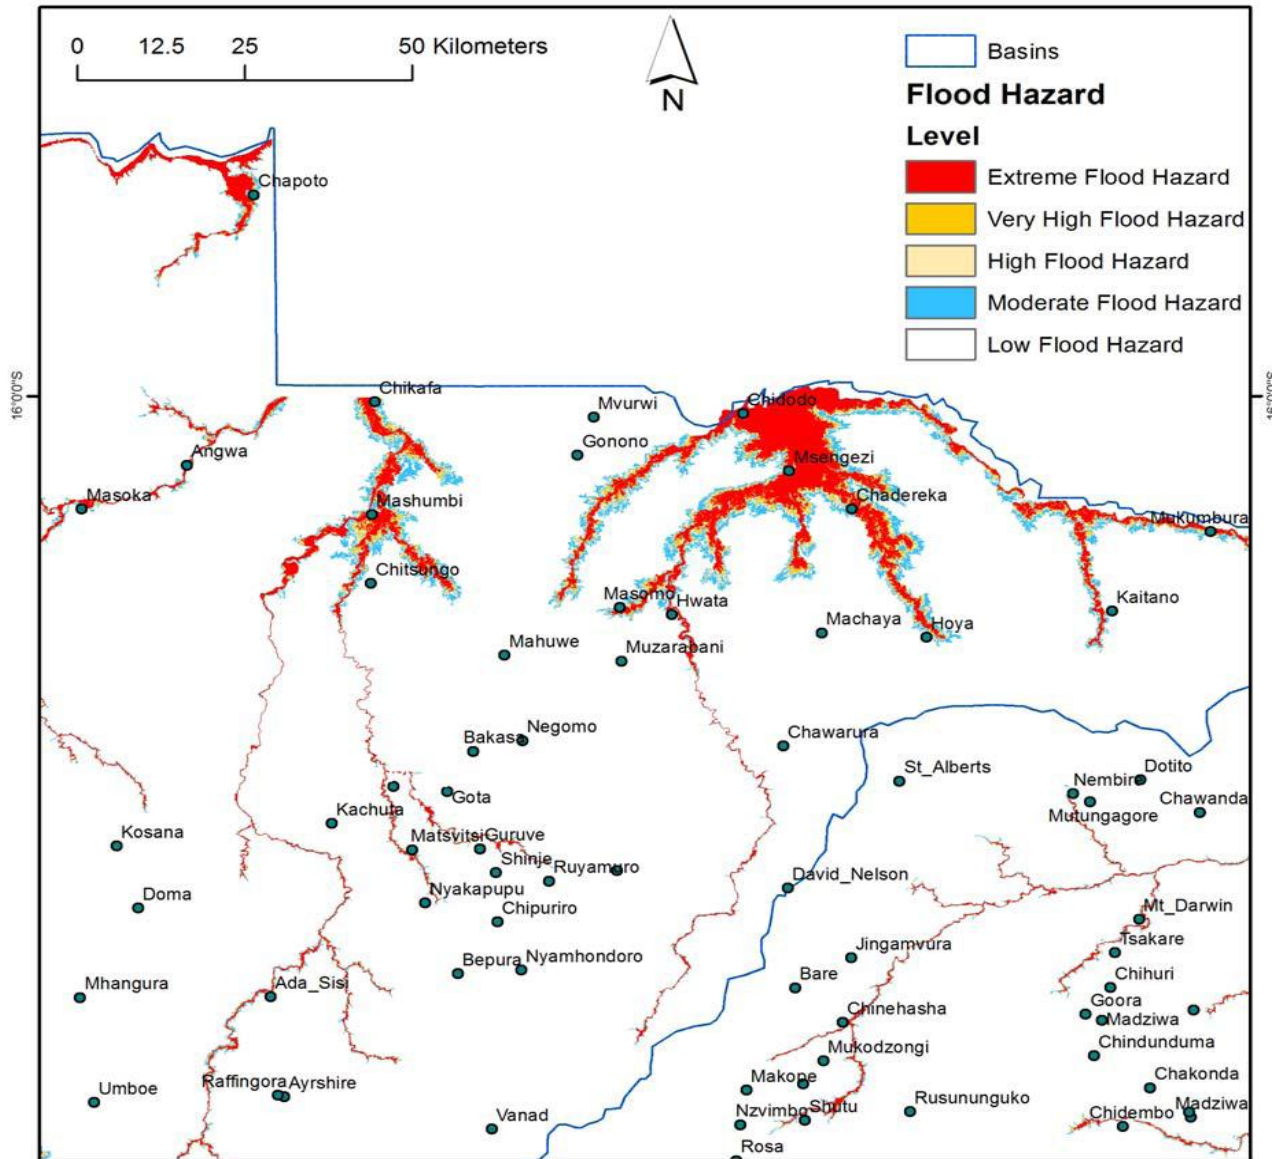 0 12.5 25 50 Kilometers
N
Basins
Flood Hazard
Level
Extreme Flood Hazard
Very High Flood Hazard
High Flood Hazard
Moderate Flood Hazard
Low Flood Hazard
Chapoto
16°0'0"S
16°0'0"S
Chikafa
Mvurwi
Chidodo
Gonono
Angwa
Msengezi
Masoka
Mashumbi
Chadereka
Mukumbura
Chitsungo
Masomo
Hwata
Kaitano
Machaya
Hoya
Mahuwe
Muzarabani
Negomo
Bakasa
Chawarura
St_Alberts
Dotito
Nembire
Gota
Chawanda
Kachuta
Mutungagore
Kosana
Matsvitsi
Guruve
Shinje
Ruyamuro
David_Nelson
Nyakapupu
Doma
Chipuriro
Mt_Darwin
Jingamvura
Tsakare
Bepura
Nyamhondoro
Bare
Chihuri
Mhangura
Ada_Sisi
Goora
Chinehasha
Madziwa
Mukodzongi
Chindunduma
Raffingora
Ayrshire
Makope
Chakonda
Umboe
Vanad
Nzvimbo
Shutu
Rusununguko
Chidembo
Madziwa
Rosa